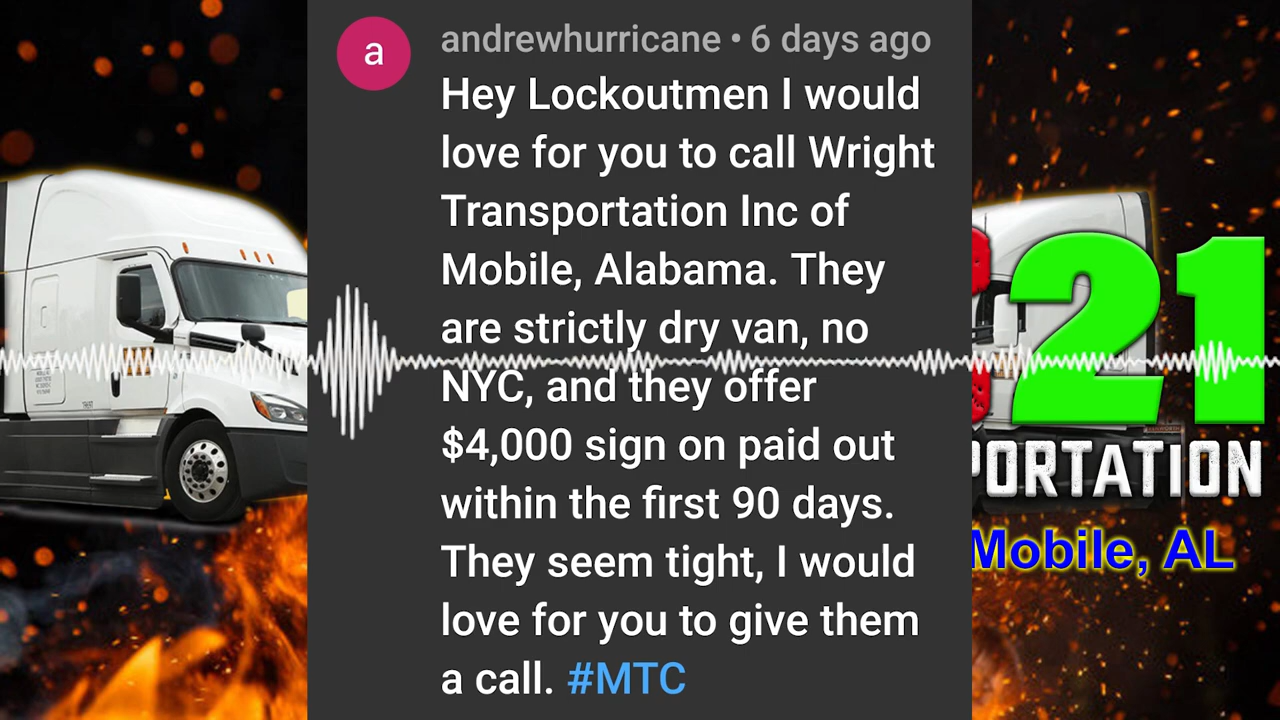 a
andrewhurricane • 6 days ago
Hey Lockoutmen I would
love for you to call Wright
Transportation Inc of
Mobile, Alabama. They
are strictly dry van, no
NYC, and they offer
$4,000 sign on paid out
within the first 90 days.
They seem tight, I would
love for you to give them
a call. #MTC
21
PORTATION
Mobile, AL